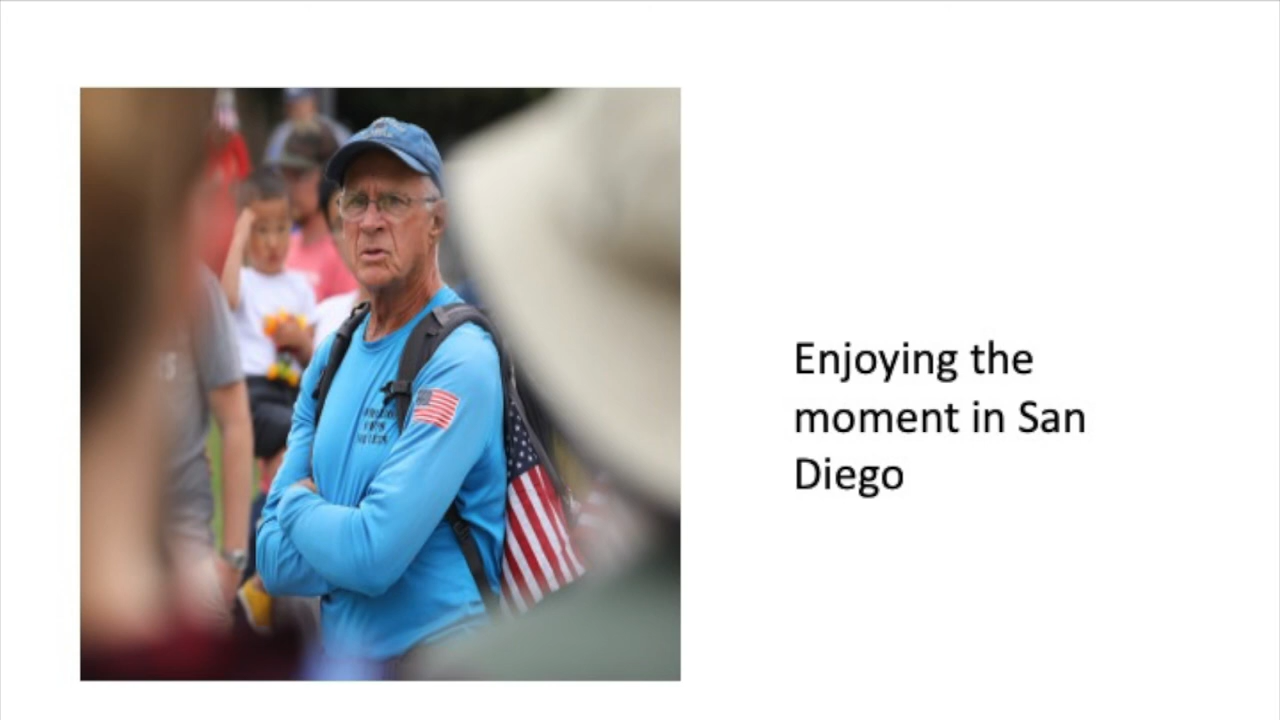 Enjoying the
moment in San
Diego